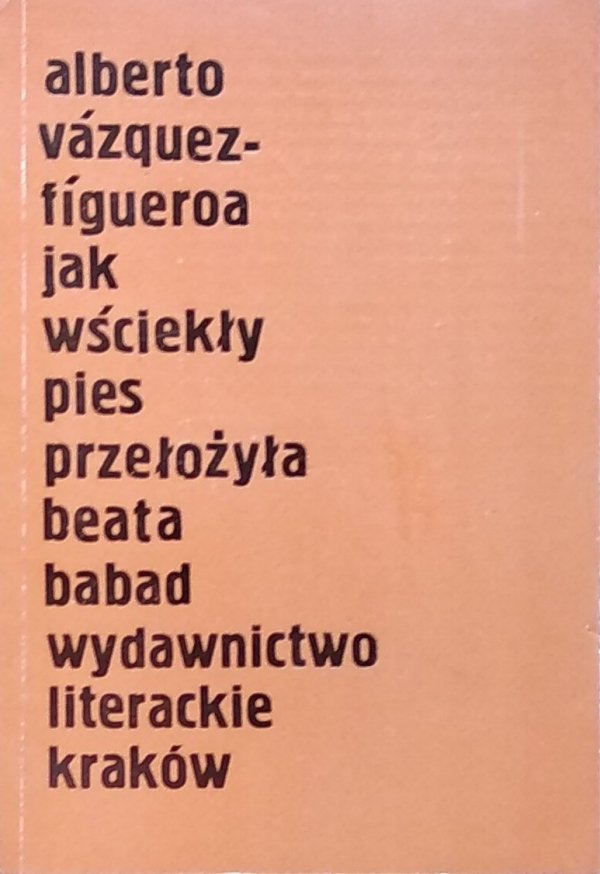 alberto
vázquez-
fígueroa
jak
wściekły
pies
przełożyła
beata
babad
wydawnictwo
literackie
kraków